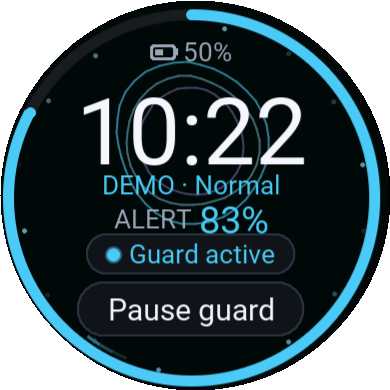 50%
10:22
DEMO · Normal
ALERT 83%
Guard active
Pause guard